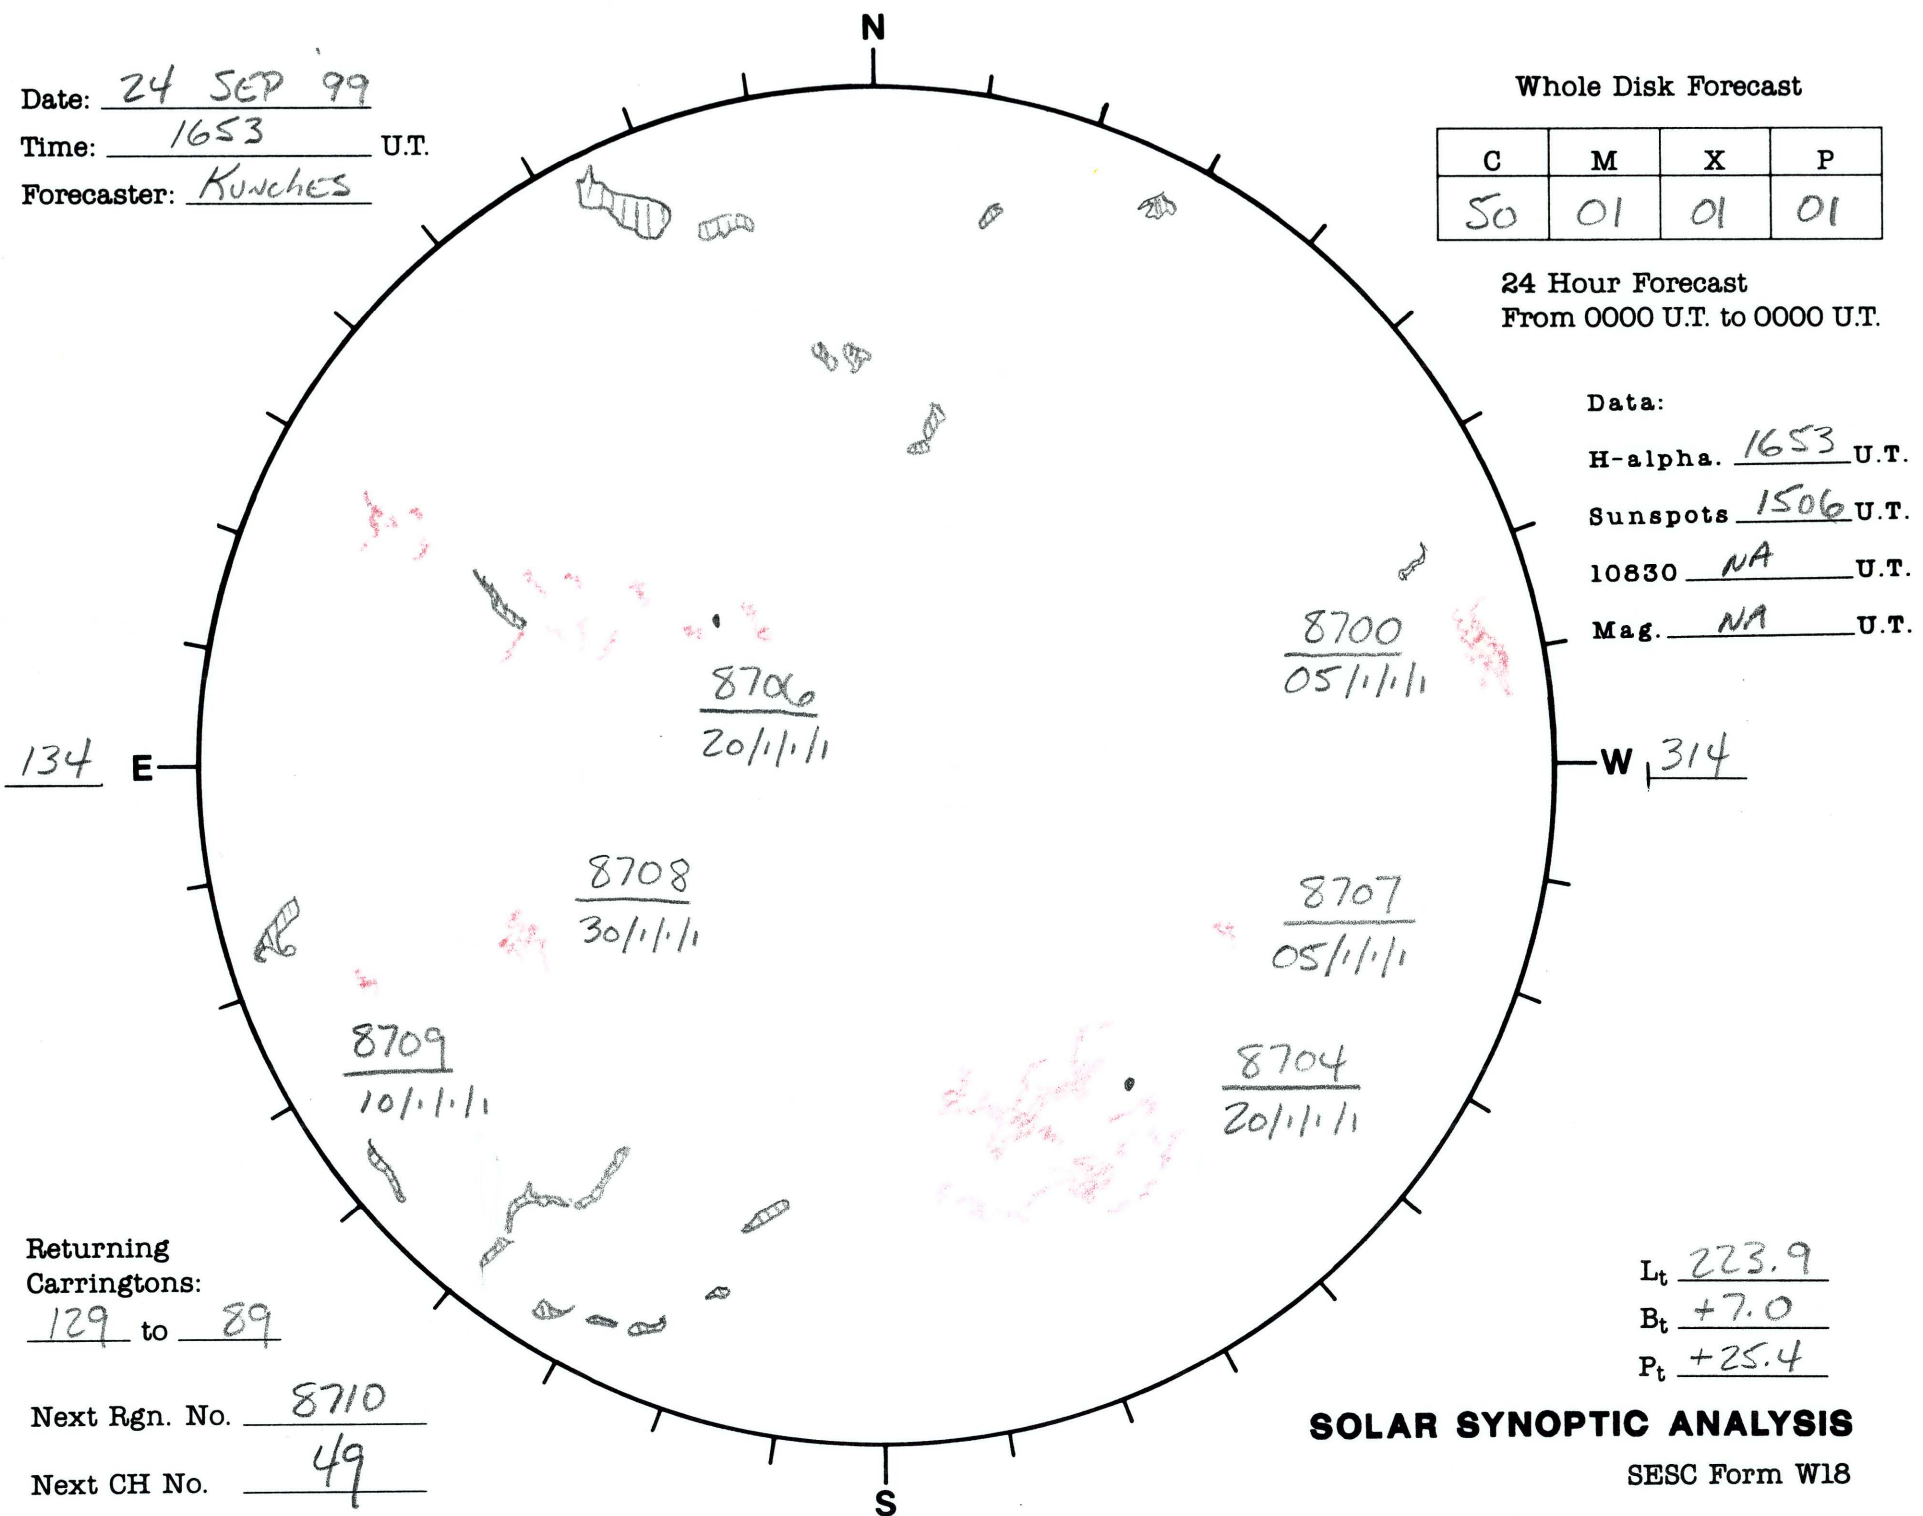 N
Date: 24 SEP '99
Time: 1653 U.T.
Forecaster: KUNCHES
Whole Disk Forecast
C M X P
50 01 01 01
24 Hour Forecast
From 0000 U.T. to 0000 U.T.
Data:
H-alpha. 1653 U.T.
Sunspots 1506 U.T.
10830 NA U.T.
Mag. NA U.T.
8700
05/1/1/1
8706
20/1/1/1
134 E
W 314
8708
30/1/1/1
8707
05/1/1/1
8709
10/1/1/1
8704
20/1/1/1
Returning
Carringtons:
129 to 89
Next Rgn. No. 8710
Next CH No. 49
Lt 223.9
Bt +7.0
Pt +25.4
SOLAR SYNOPTIC ANALYSIS
SESC Form W18
S